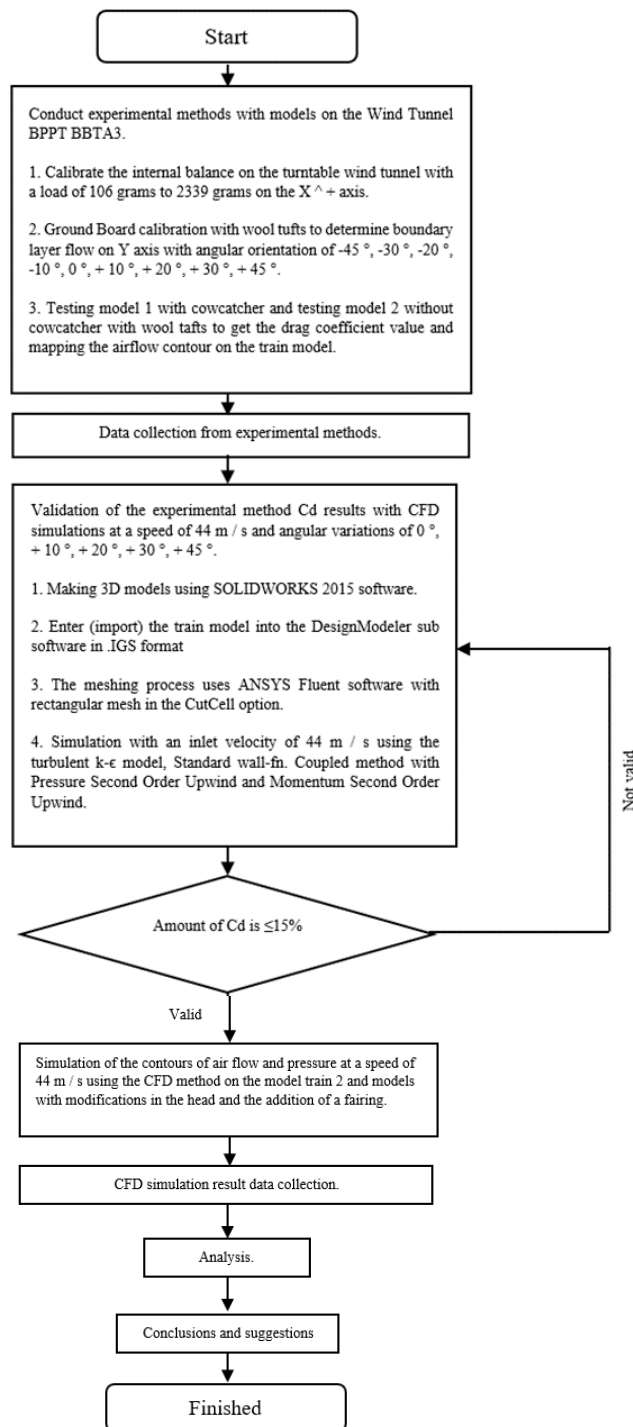 Start
Conduct experimental methods with models on the Wind Tunnel
BPPT BBTA3.
1. Calibrate the internal balance on the turntable wind tunnel with
a load of 106 grams to 2339 grams on the X ^ + axis.
2. Ground Board calibration with wool tufts to determine boundary
layer flow on Y axis with angular orientation of -45 °, -30 °, -20 °,
-10 °, 0 °, + 10 °, + 20 °, + 30 °, + 45 °.
3. Testing model 1 with cowcatcher and testing model 2 without
cowcatcher with wool tafts to get the drag coefficient value and
mapping the airflow contour on the train model.
Data collection from experimental methods.
Validation of the experimental method Cd results with CFD
simulations at a speed of 44 m / s and angular variations of 0 °,
+ 10 °, + 20 °, + 30 °, + 45 °.
1. Making 3D models using SOLIDWORKS 2015 software.
2. Enter (import) the train model into the DesignModeler sub
software in .IGS format
3. The meshing process uses ANSYS Fluent software with
rectangular mesh in the CutCell option.
4. Simulation with an inlet velocity of 44 m / s using the
turbulent k-є model, Standard wall-fn. Coupled method with
Pressure Second Order Upwind and Momentum Second Order
Upwind.
Not valid
Amount of Cd is ≤15%
Valid
Simulation of the contours of air flow and pressure at a speed of
44 m / s using the CFD method on the model train 2 and models
with modifications in the head and the addition of a fairing.
CFD simulation result data collection.
Analysis.
Conclusions and suggestions
Finished